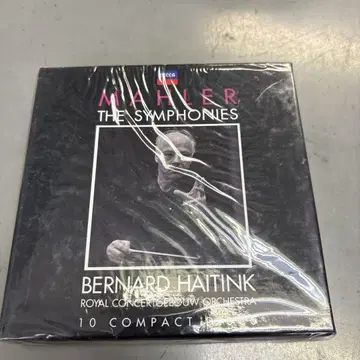 DECCA
MAHLER
THE SYMPHONIES
BERNARD HAITINK
ROYAL CONCERTGEBOUW ORCHESTRA
10 COMPACT